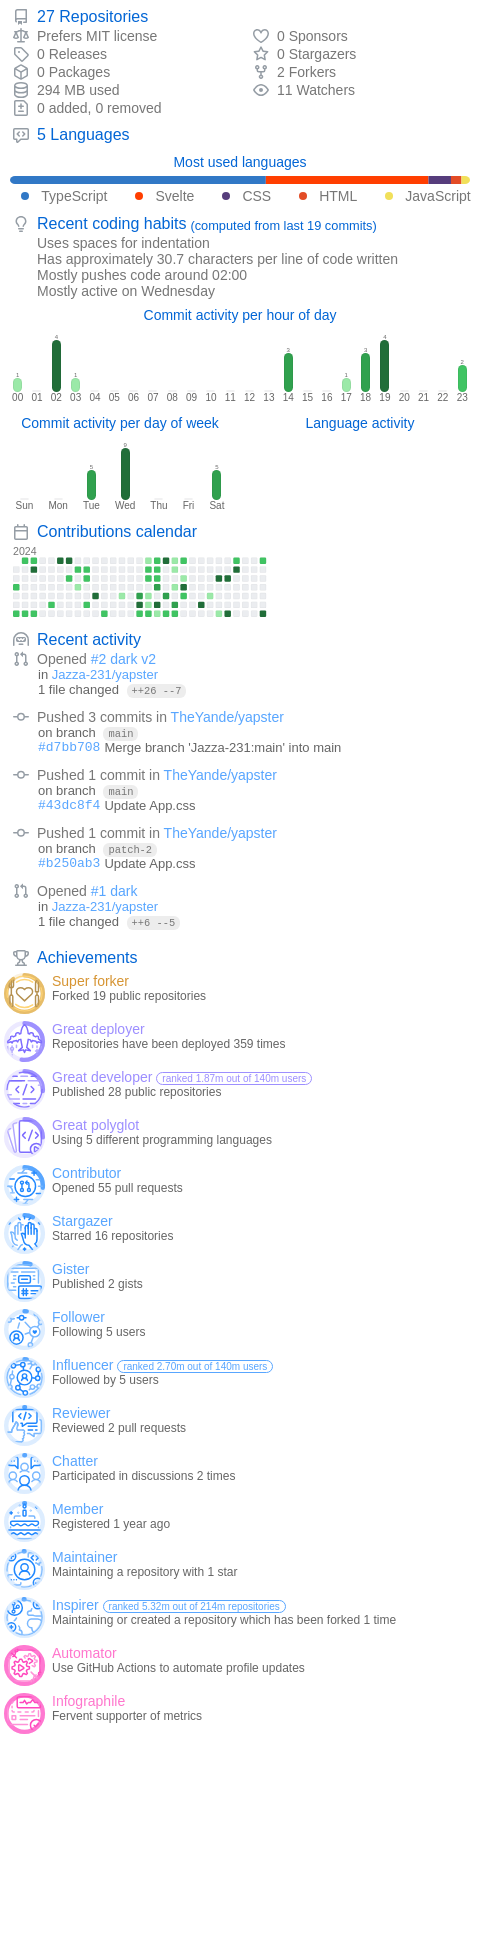 27 Repositories
Prefers MIT license
0 Sponsors
0 Releases
0 Stargazers
0 Packages
2 Forkers
294 MB used
11 Watchers
0 added, 0 removed
5 Languages
Most used languages
TypeScript Svelte CSS HTML JavaScript
Recent coding habits (computed from last 19 commits)
Uses spaces for indentation
Has approximately 30.7 characters per line of code written
Mostly pushes code around 02:00
Mostly active on Wednesday
Commit activity per hour of day
1 4 1 3 1 3 4 2
00 01 02 03 04 05 06 07 08 09 10 11 12 13 14 15 16 17 18 19 20 21 22 23
Commit activity per day of week
Language activity
5 9 5
Sun Mon Tue Wed Thu Fri Sat
Contributions calendar
2024
Recent activity
Opened #2 dark v2
in Jazza-231/yapster
1 file changed ++26 --7
Pushed 3 commits in TheYande/yapster
on branch main
#d7bb708 Merge branch 'Jazza-231:main' into main
Pushed 1 commit in TheYande/yapster
on branch main
#43dc8f4 Update App.css
Pushed 1 commit in TheYande/yapster
on branch patch-2
#b250ab3 Update App.css
Opened #1 dark
in Jazza-231/yapster
1 file changed ++6 --5
Achievements
Super forker
Forked 19 public repositories
Great deployer
Repositories have been deployed 359 times
Great developer ranked 1.87m out of 140m users
Published 28 public repositories
Great polyglot
Using 5 different programming languages
Contributor
Opened 55 pull requests
Stargazer
Starred 16 repositories
Gister
Published 2 gists
Follower
Following 5 users
Influencer ranked 2.70m out of 140m users
Followed by 5 users
Reviewer
Reviewed 2 pull requests
Chatter
Participated in discussions 2 times
Member
Registered 1 year ago
Maintainer
Maintaining a repository with 1 star
Inspirer ranked 5.32m out of 214m repositories
Maintaining or created a repository which has been forked 1 time
Automator
Use GitHub Actions to automate profile updates
Infographile
Fervent supporter of metrics